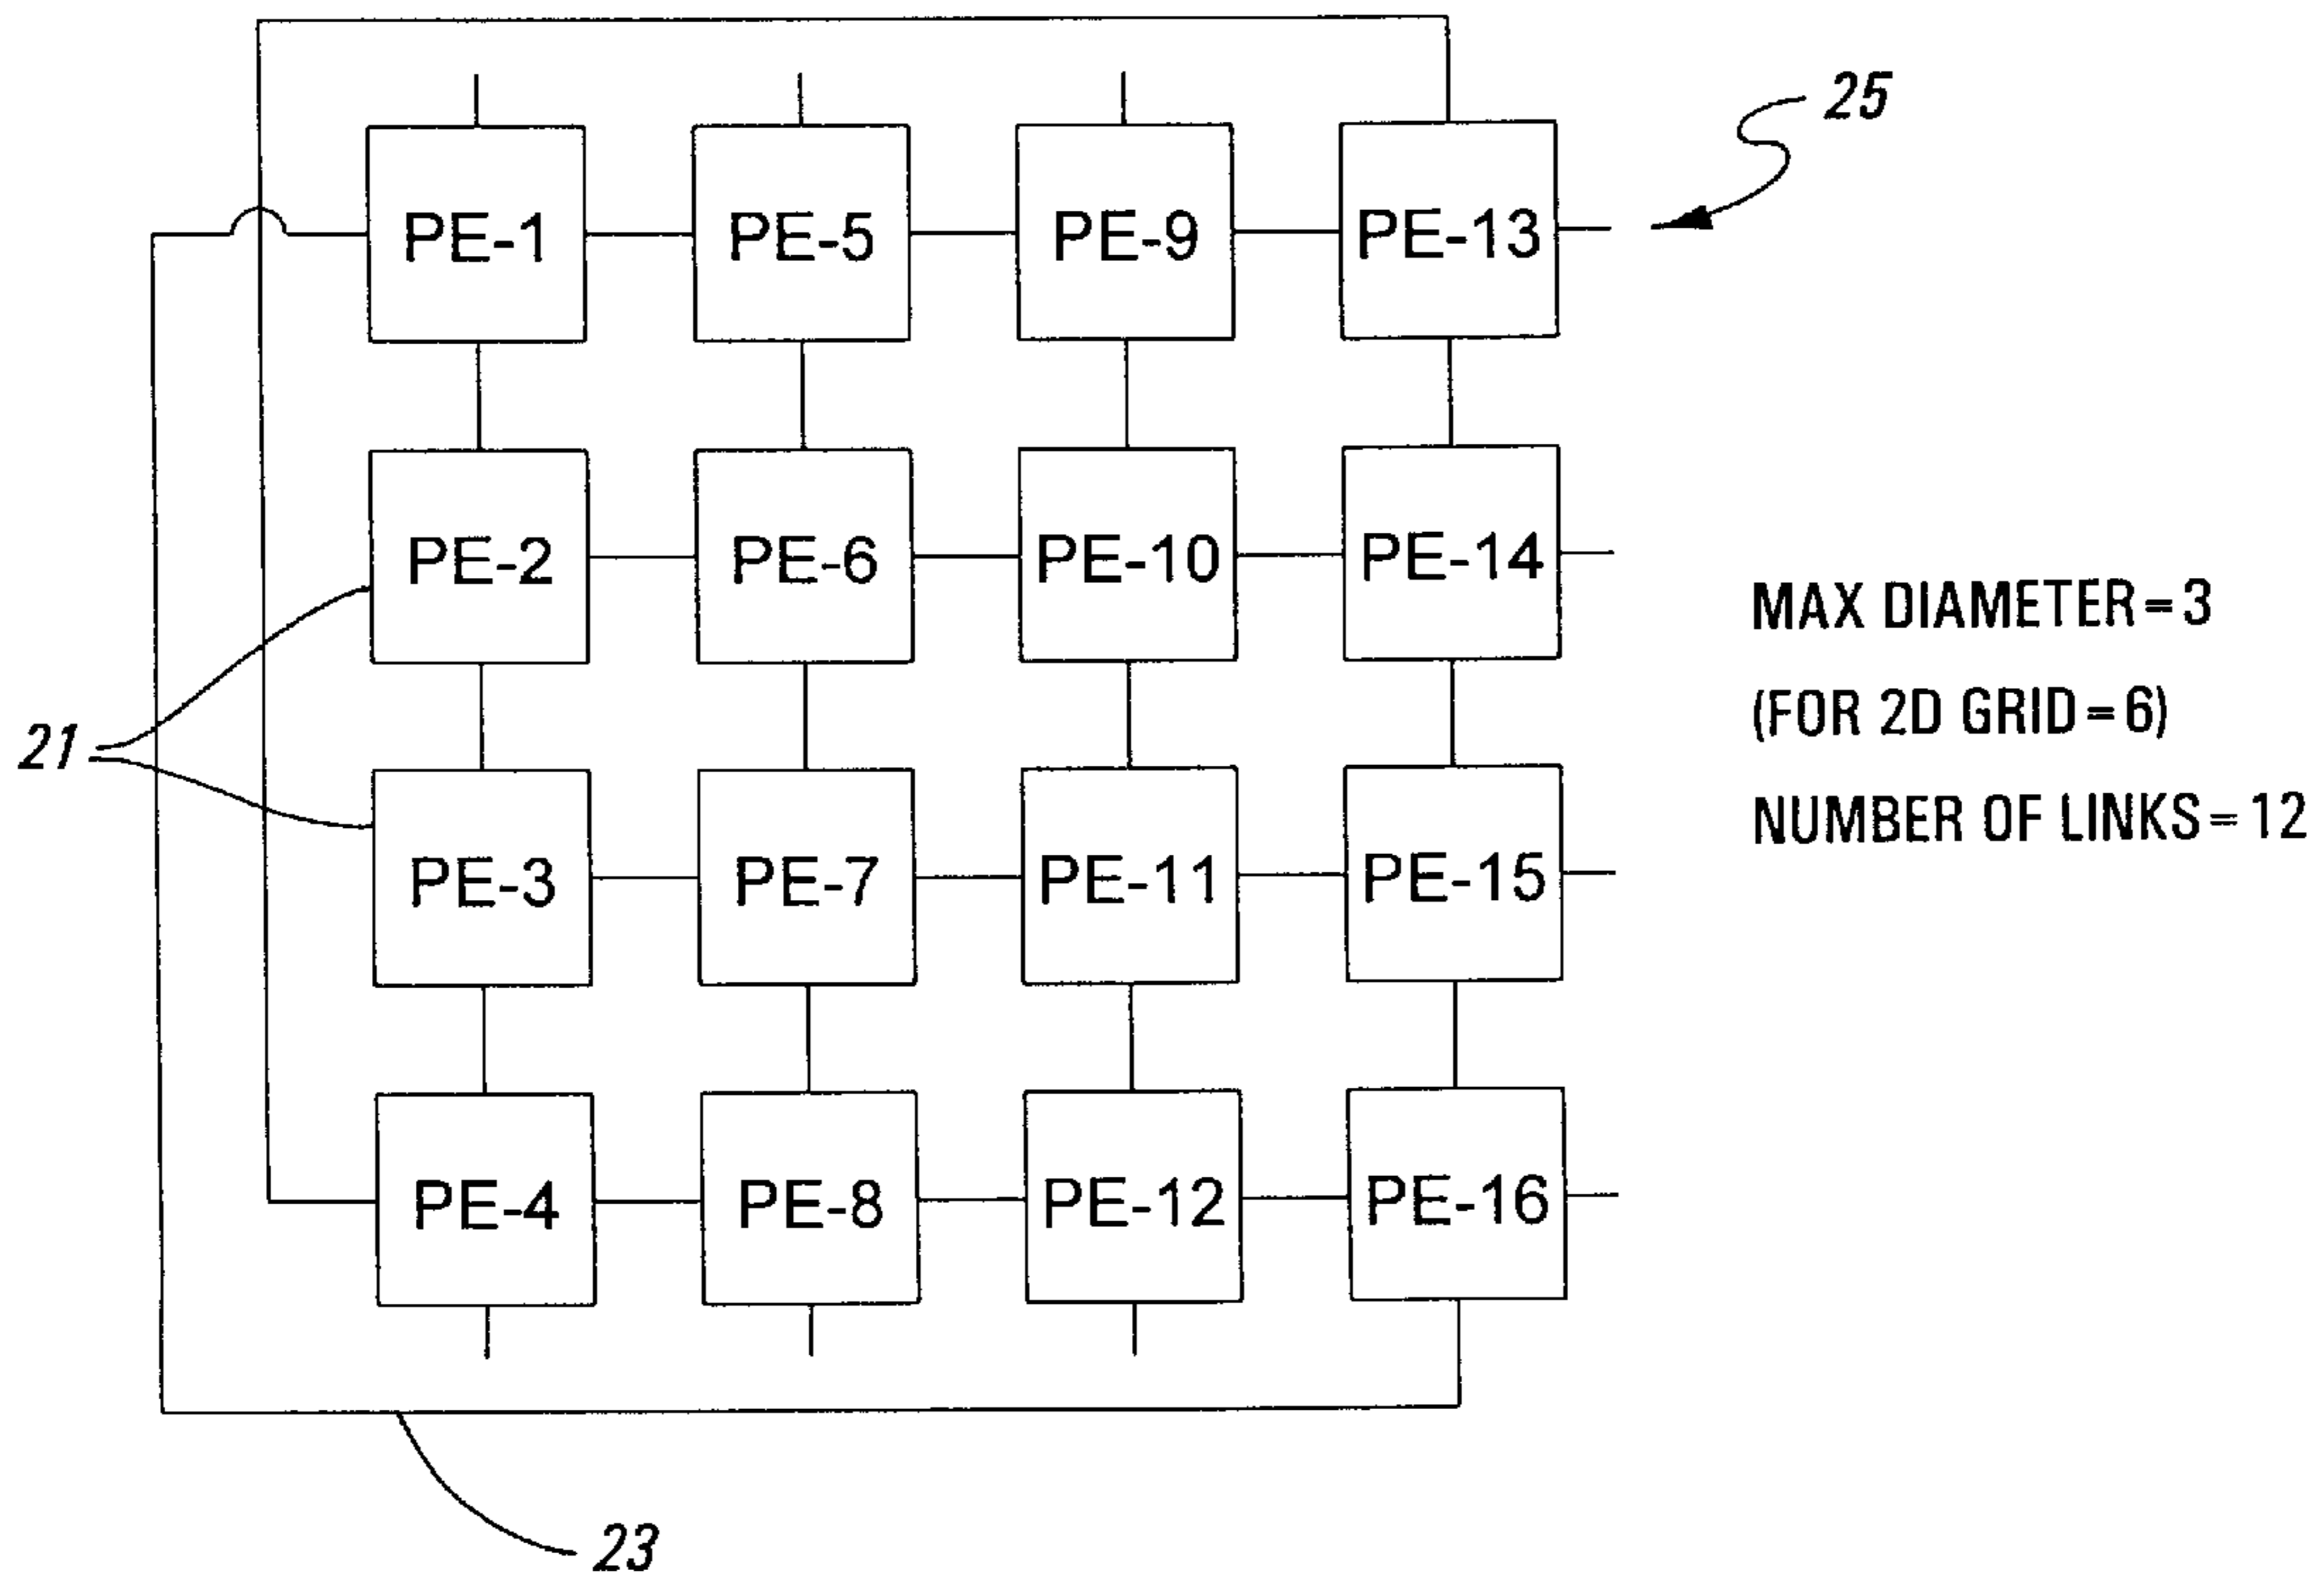 25
PE-1 PE-5 PE-9 PE-13
PE-2 PE-6 PE-10 PE-14
MAX DIAMETER=3
(FOR 2D GRID=6)
NUMBER OF LINKS=12
21
PE-3 PE-7 PE-11 PE-15
PE-4 PE-8 PE-12 PE-16
23